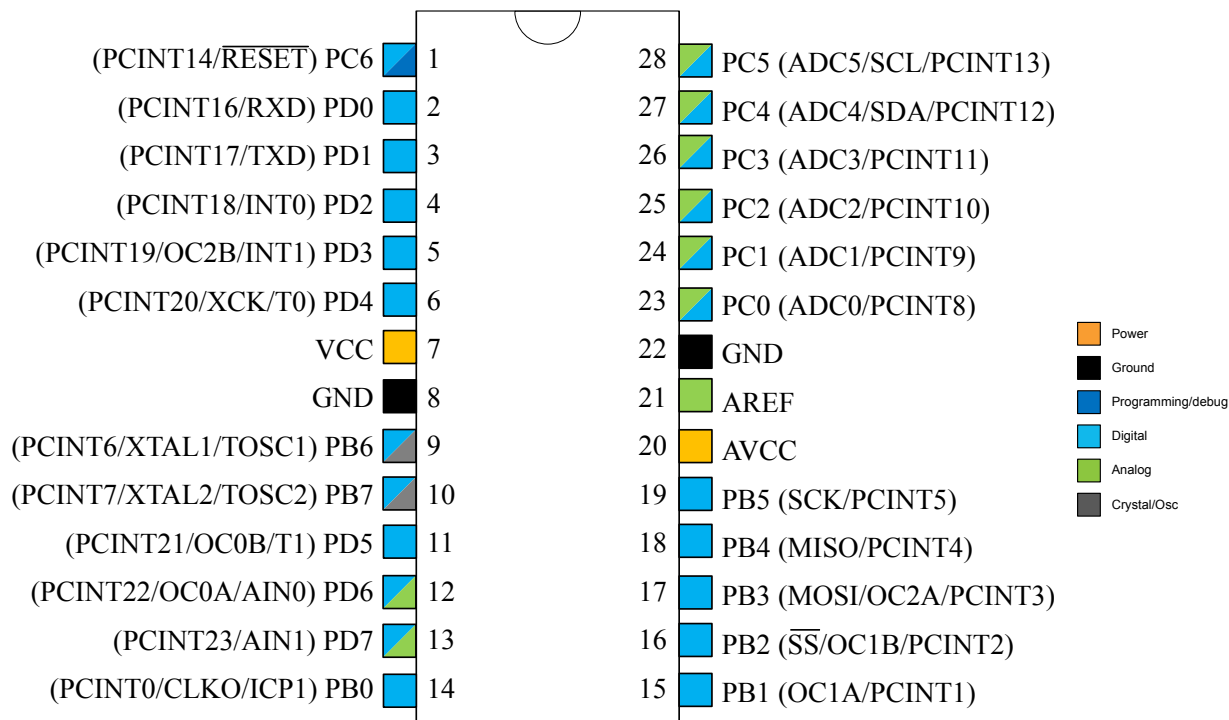 (PCINT14/RESET) PC6 1
(PCINT16/RXD) PD0 2
(PCINT17/TXD) PD1 3
(PCINT18/INT0) PD2 4
(PCINT19/OC2B/INT1) PD3 5
(PCINT20/XCK/T0) PD4 6
VCC 7
GND 8
(PCINT6/XTAL1/TOSC1) PB6 9
(PCINT7/XTAL2/TOSC2) PB7 10
(PCINT21/OC0B/T1) PD5 11
(PCINT22/OC0A/AIN0) PD6 12
(PCINT23/AIN1) PD7 13
(PCINT0/CLKO/ICP1) PB0 14
28 PC5 (ADC5/SCL/PCINT13)
27 PC4 (ADC4/SDA/PCINT12)
26 PC3 (ADC3/PCINT11)
25 PC2 (ADC2/PCINT10)
24 PC1 (ADC1/PCINT9)
23 PC0 (ADC0/PCINT8)
22 GND
21 AREF
20 AVCC
19 PB5 (SCK/PCINT5)
18 PB4 (MISO/PCINT4)
17 PB3 (MOSI/OC2A/PCINT3)
16 PB2 (SS/OC1B/PCINT2)
15 PB1 (OC1A/PCINT1)
Power
Ground
Programming/debug
Digital
Analog
Crystal/Osc